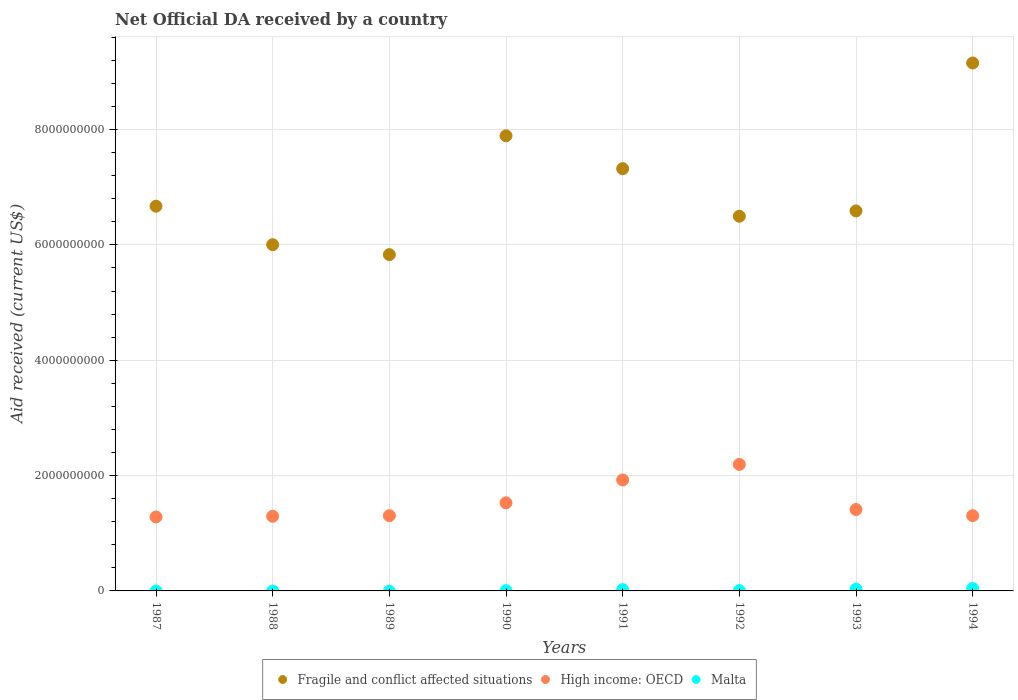 Net Official DA received by a country
Aid received (current US$)
8000000000
6000000000
4000000000
2000000000
0
1987
1988
1989
1990
1991
1992
1993
1994
Years
Fragile and conflict affected situations
High income: OECD
Malta